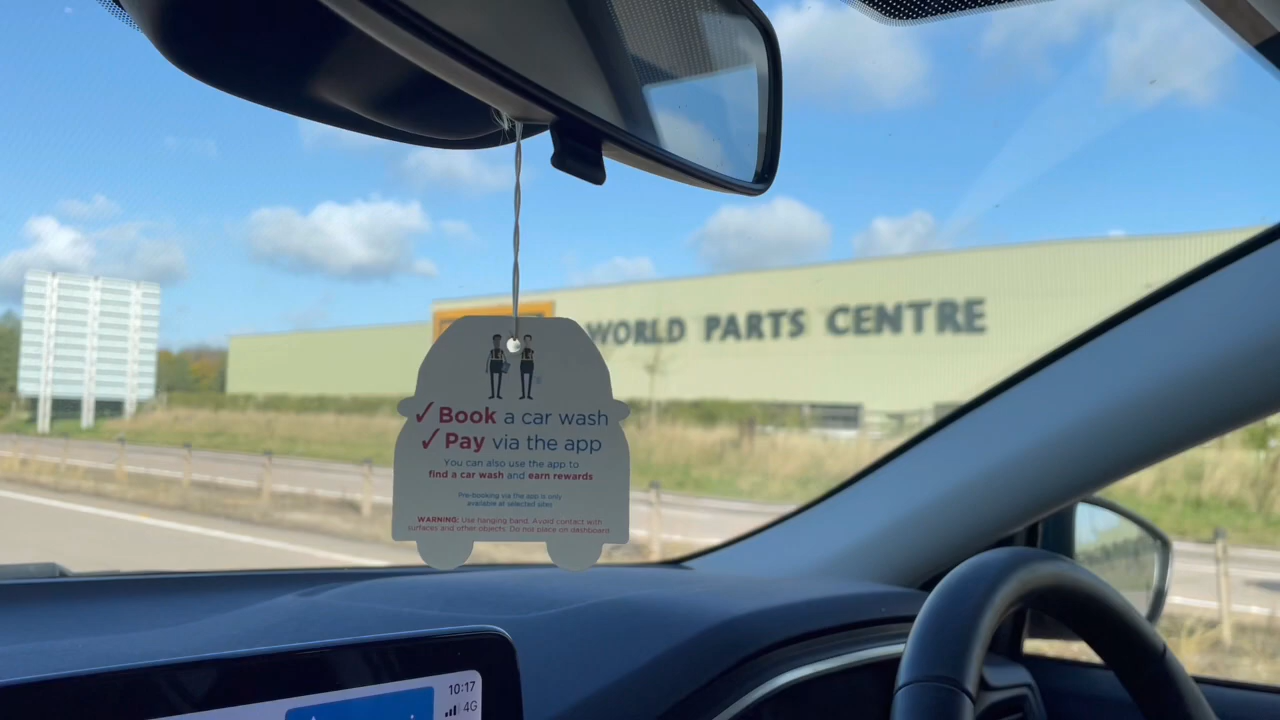 WORLD PARTS CENTRE
✓Book a car wash
✓Pay via the app
You can also use the app to
find a car wash and earn rewards
Pre-booking via the app is only
available at selected sites
WARNING: Use hanging band. Avoid contact with
surfaces and other objects. Do not place on dashboard
10:17
4G